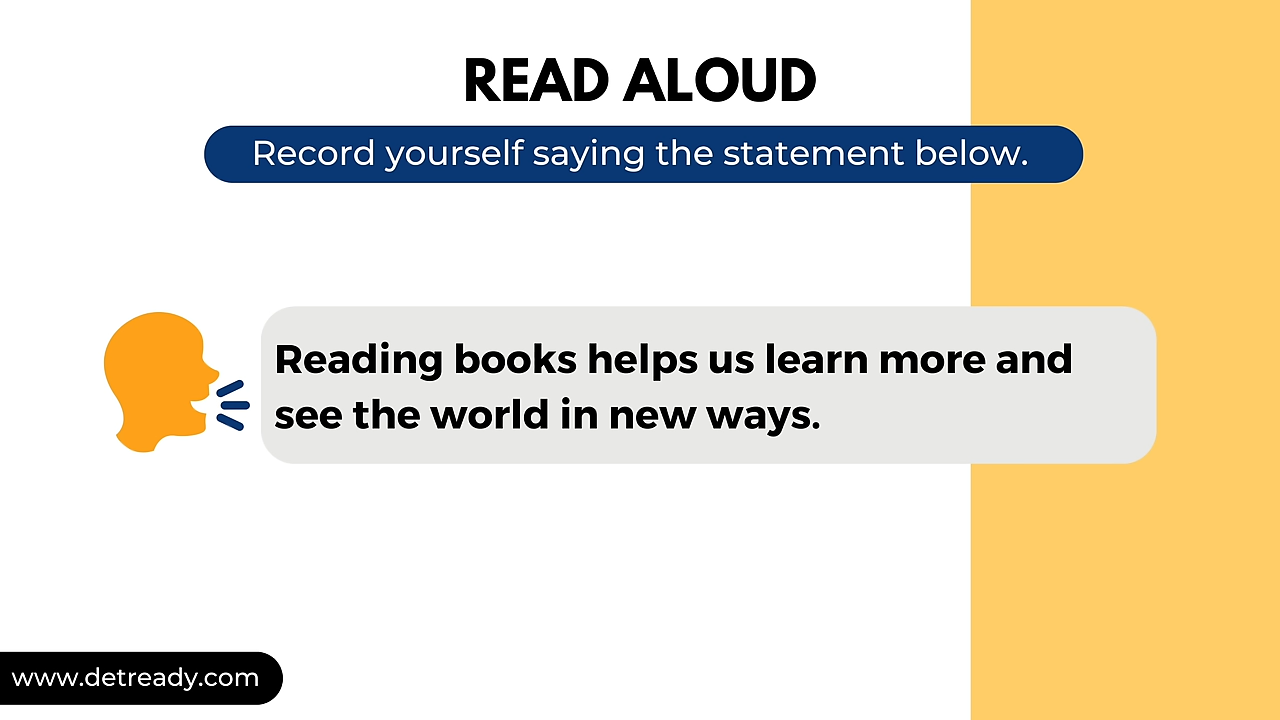 READ ALOUD
Record yourself saying the statement below.
Reading books helps us learn more and
see the world in new ways.
www.detready.com